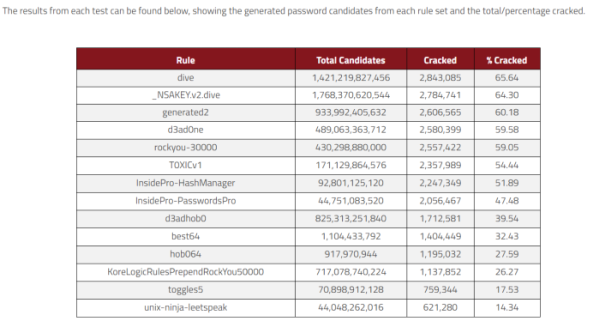 The results from each test can be found below, showing the generated password candidates from each rule set and the total/percentage cracked.
Rule Total Candidates Cracked % Cracked
dive 1,421,219,827,456 2,843,085 65.64
_NSAKEY.v2.dive 1,768,370,620,544 2,784,741 64.30
generated2 933,992,405,632 2,606,565 60.18
d3ad0ne 489,063,363,712 2,580,399 59.58
rockyou-30000 430,298,880,000 2,557,422 59.05
T0XICv1 171,129,864,576 2,357,989 54.44
InsidePro-HashManager 92,801,125,120 2,247,349 51.89
InsidePro-PasswordsPro 44,751,083,520 2,056,467 47.48
d3adhob0 825,313,251,840 1,712,581 39.54
best64 1,104,433,792 1,404,449 32.43
hob064 917,970,944 1,195,032 27.59
KoreLogicRulesPrependRockYou50000 717,078,740,224 1,137,852 26.27
toggles5 70,898,912,128 759,344 17.53
unix-ninja-leetspeak 44,048,262,016 621,280 14.34